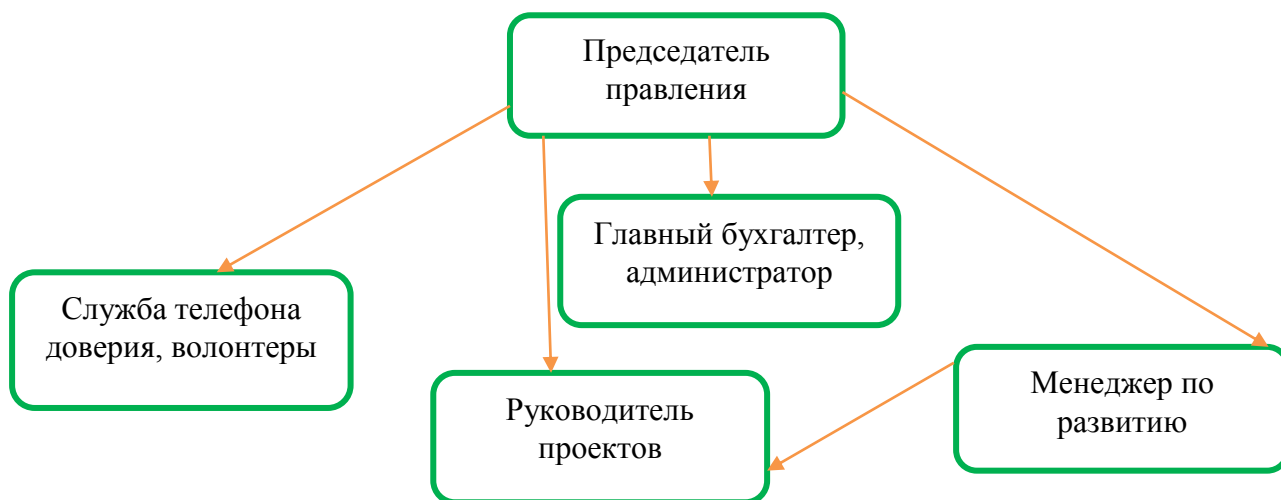 Председатель
правления
Главный бухгалтер,
администратор
Служба телефона
доверия, волонтеры
Руководитель
проектов
Менеджер по
развитию